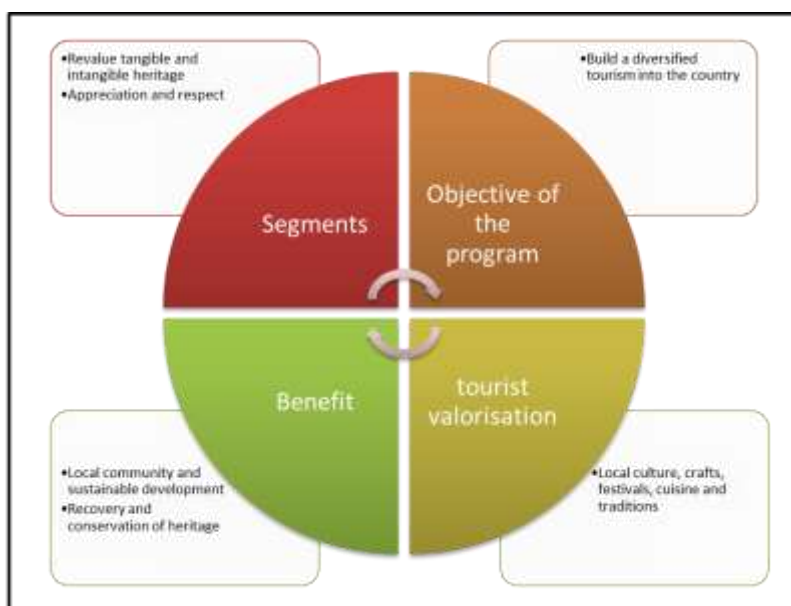 •Revalue tangible and
intangible heritage
•Appreciation and respect
•Build a diversified
tourism into the country
Segments
Objective of
the
program
Benefit
tourist
valorisation
•Local community and
sustainable development
•Recovery and
conservation of heritage
•Local culture, crafts,
festivals, cuisine and
traditions